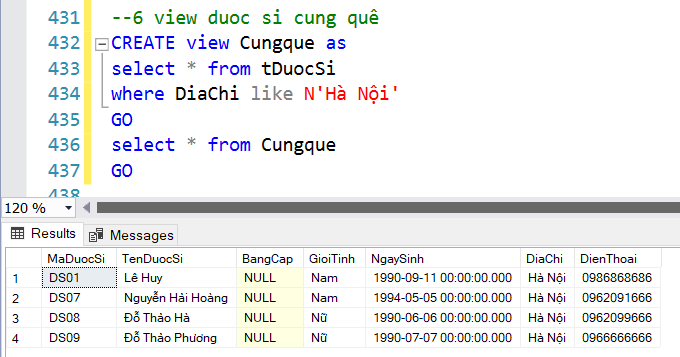 431 --6 view duoc si cung quê
432 CREATE view Cungque as
433 select * from tDuocSi
434 where DiaChi like N'Hà Nội'
435 GO
436 select * from Cungque
437 GO
438
120 %
Results Messages
MaDuocSi TenDuocSi BangCap GioiTinh NgaySinh DiaChi DienThoai
1 DS01 Lê Huy NULL Nam 1990-09-11 00:00:00.000 Hà Nội 0986868686
2 DS07 Nguyễn Hải Hoàng NULL Nam 1994-05-05 00:00:00.000 Hà Nội 0962091666
3 DS08 Đỗ Thảo Hà NULL Nữ 1990-06-06 00:00:00.000 Hà Nội 0962099666
4 DS09 Đỗ Thảo Phương NULL Nữ 1990-07-07 00:00:00.000 Hà Nội 0966666666